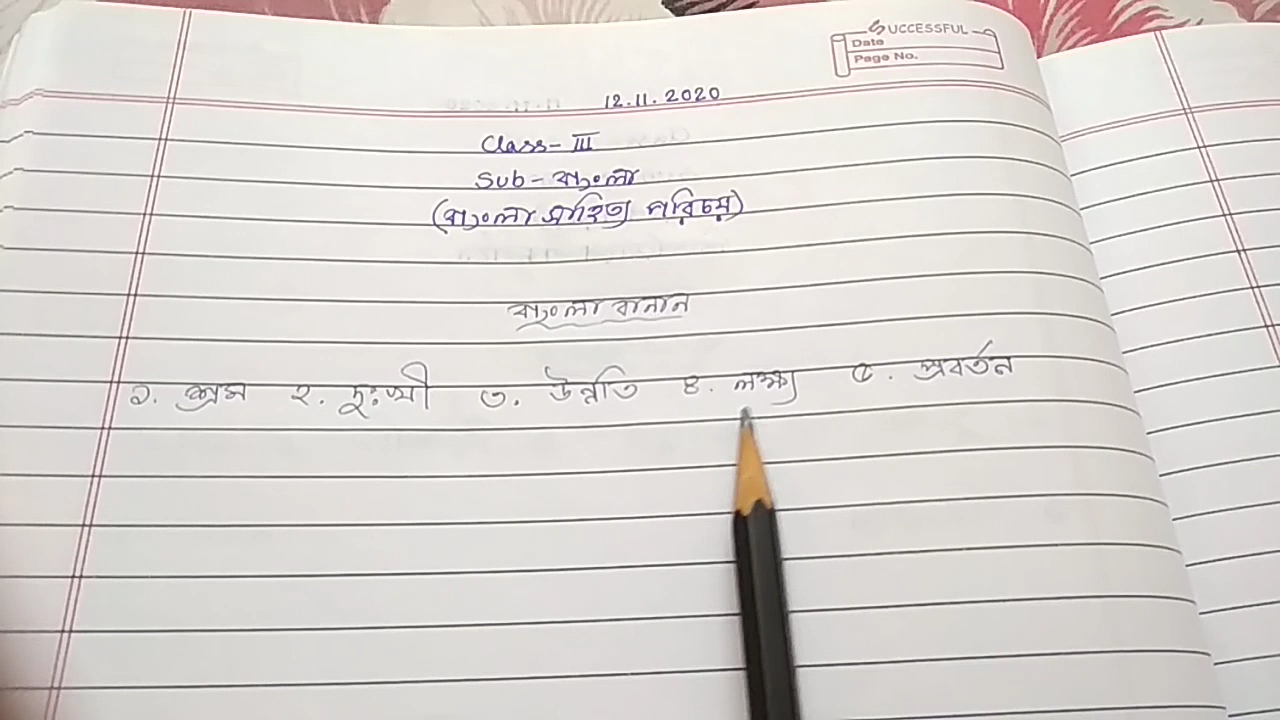 SUCCESSFUL
Date
Page No.
12.11.2020
Class - III
Sub - বাংলা
(বাংলা সাহিত্য পরিচয়)
বাংলা বানান
১. শ্রম ২. দুঃখী ৩. উন্নতি ৪. লক্ষ্য ৫. প্রবর্তন